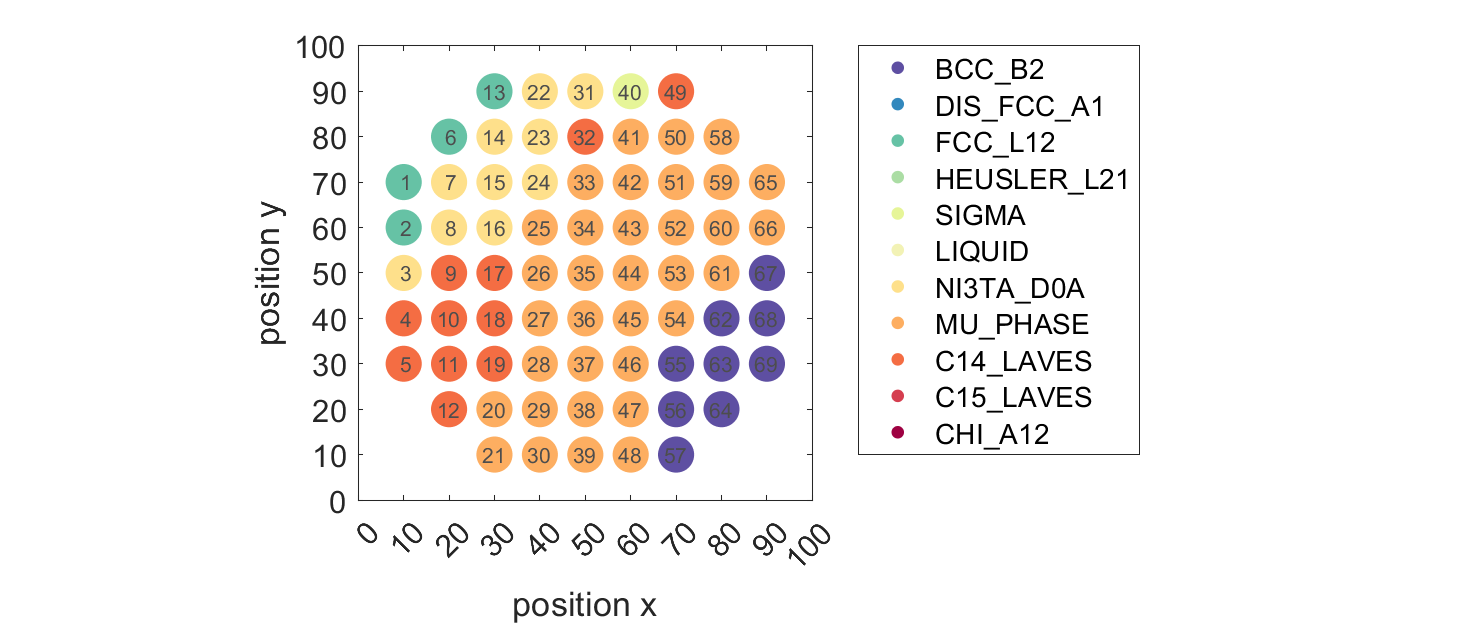 100
90 13 22 31 40 49
80 6 14 23 32 41 50 58
70 1 7 15 24 33 42 51 59 65
60 2 8 16 25 34 43 52 60 66
50 3 9 17 26 35 44 53 61 67
40 4 10 18 27 36 45 54 62 68
30 5 11 19 28 37 46 55 63 69
20 12 20 29 38 47 56 64
10 21 30 39 48 57
0
0 10 20 30 40 50 60 70 80 90 100
position x
position y
BCC_B2
DIS_FCC_A1
FCC_L12
HEUSLER_L21
SIGMA
LIQUID
NI3TA_D0A
MU_PHASE
C14_LAVES
C15_LAVES
CHI_A12